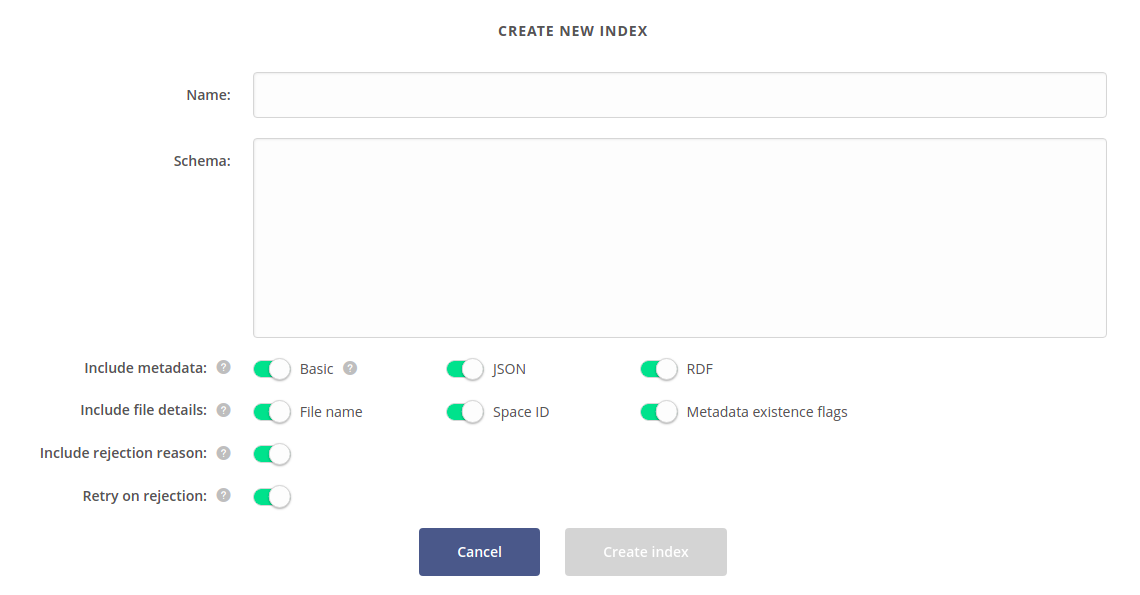 CREATE NEW INDEX
Name:
Schema:
Include metadata: ? Basic ? JSON RDF
Include file details: ? File name Space ID Metadata existence flags
Include rejection reason: ?
Retry on rejection: ?
Cancel Create index